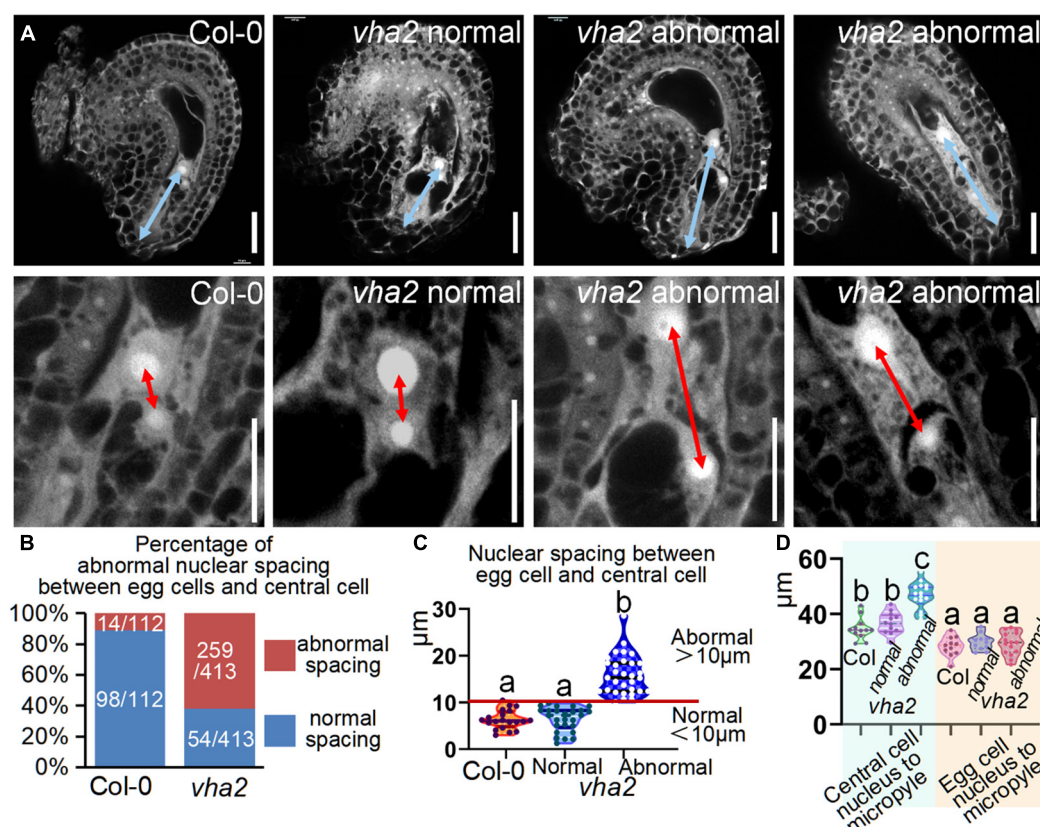 A
Col-0
vha2 normal
vha2 abnormal
vha2 abnormal
Col-0
vha2 normal
vha2 abnormal
vha2 abnormal
B
Percentage of
abnormal nuclear spacing
between egg cells and central cell
100%
80%
60%
40%
20%
0%
14/112
98/112
259
/413
54/413
abnormal
spacing
normal
spacing
Col-0
vha2
C
Nuclear spacing between
egg cell and central cell
µm
30
20
10
0
a
a
b
Abormal
>10µm
Normal
<10µm
Col-0
Normal
Abnormal
vha2
D
µm
60
40
20
0
b
b
c
a
a
a
Col
normal
abnormal
vha2
Col
normal
abnormal
vha2
Central cell
nucleus to
micropyle
Egg cell
nucleus to
micropyle